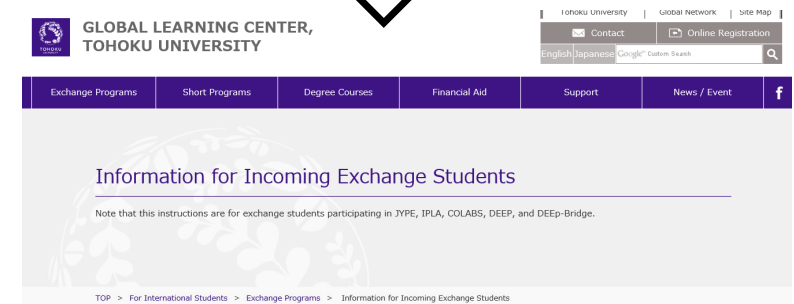 Tohoku University | Global Network | Site Map
GLOBAL LEARNING CENTER,
TOHOKU UNIVERSITY
TOHOKU
Contact
Online Registration
English Japanese Google Custom Search
Exchange Programs Short Programs Degree Courses Financial Aid Support News / Event f
Information for Incoming Exchange Students
Note that this instructions are for exchange students participating in JYPE, IPLA, COLABS, DEEP, and DEEp-Bridge.
TOP > For International Students > Exchange Programs > Information for Incoming Exchange Students